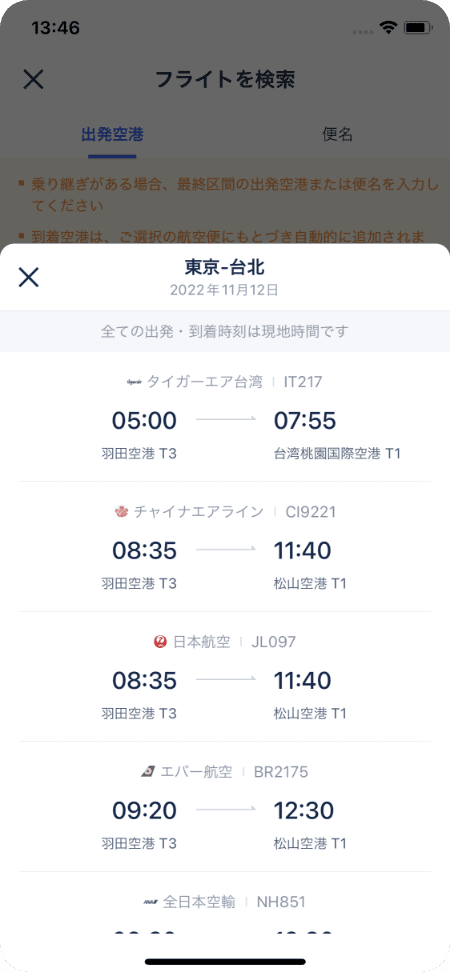 13:46
フライトを検索
出発空港
便名
乗り継ぎがある場合、最終区間の出発空港または便名を入力し
てください
到着空港は、ご選択の航空便にもとづき自動的に追加されま
東京-台北
2022年11月12日
全ての出発・到着時刻は現地時間です
タイガーエア台湾 | IT217
05:00 07:55
羽田空港 T3 台湾桃園国際空港 T1
チャイナエアライン | CI9221
08:35 11:40
羽田空港 T3 松山空港 T1
日本航空 | JL097
08:35 11:40
羽田空港 T3 松山空港 T1
エバー航空 | BR2175
09:20 12:30
羽田空港 T3 松山空港 T1
全日本空輸 | NH851